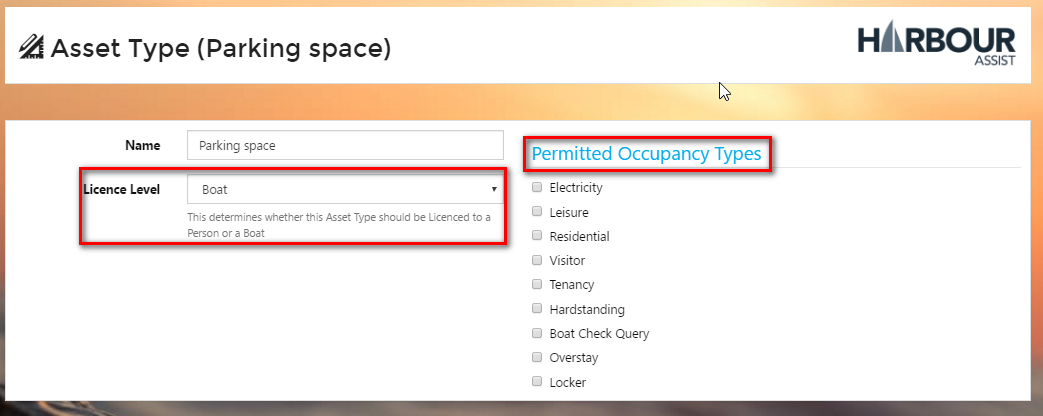 Asset Type (Parking space)
HARBOUR
ASSIST
Name
Parking space
Licence Level
Boat
This determines whether this Asset Type should be Licenced to a
Person or a Boat
Permitted Occupancy Types
Electricity
Leisure
Residential
Visitor
Tenancy
Hardstanding
Boat Check Query
Overstay
Locker